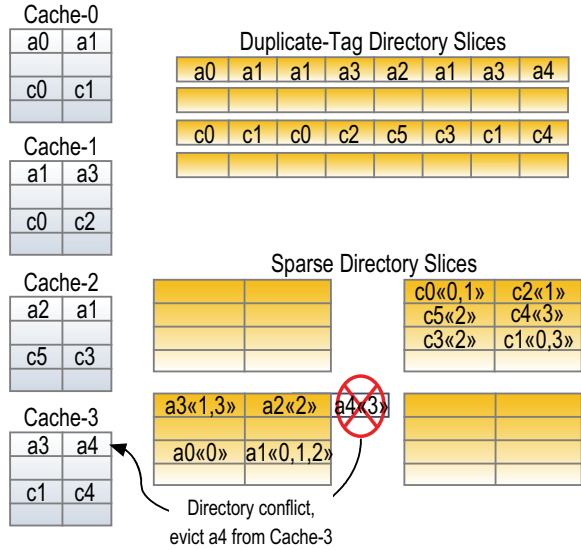 Cache-0
a0 a1
c0 c1
Cache-1
a1 a3
c0 c2
Cache-2
a2 a1
c5 c3
Cache-3
a3 a4
c1 c4
Duplicate-Tag Directory Slices
a0 a1 a1 a3 a2 a1 a3 a4
c0 c1 c0 c2 c5 c3 c1 c4
Sparse Directory Slices
c0«0,1» c2«1»
c5«2» c4«3»
c3«2» c1«0,3»
a3«1,3» a2«2» a4«3»
a0«0» a1«0,1,2»
Directory conflict,
evict a4 from Cache-3